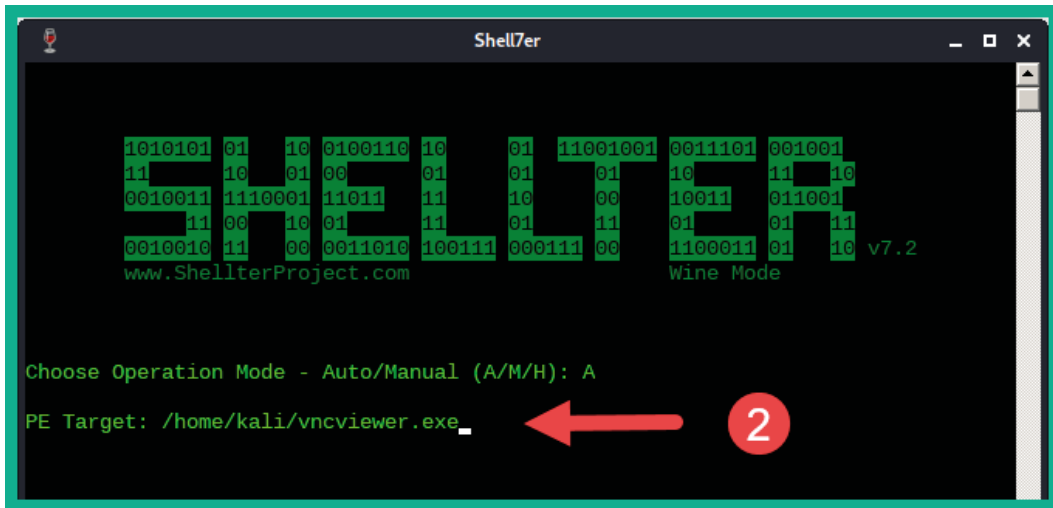 Shell7er
1010101 01 10 0100110 10 01 11001001 0011101 001001
11 10 01 00 01 01 01 10 11 10
0010011 1110001 11011 11 10 00 10011 011001
11 00 10 01 11 01 11 01 01 11
0010010 11 00 0011010 100111 000111 00 1100011 01 10 v7.2
www.ShellterProject.com Wine Mode
Choose Operation Mode - Auto/Manual (A/M/H): A
PE Target: /home/kali/vncviewer.exe
2